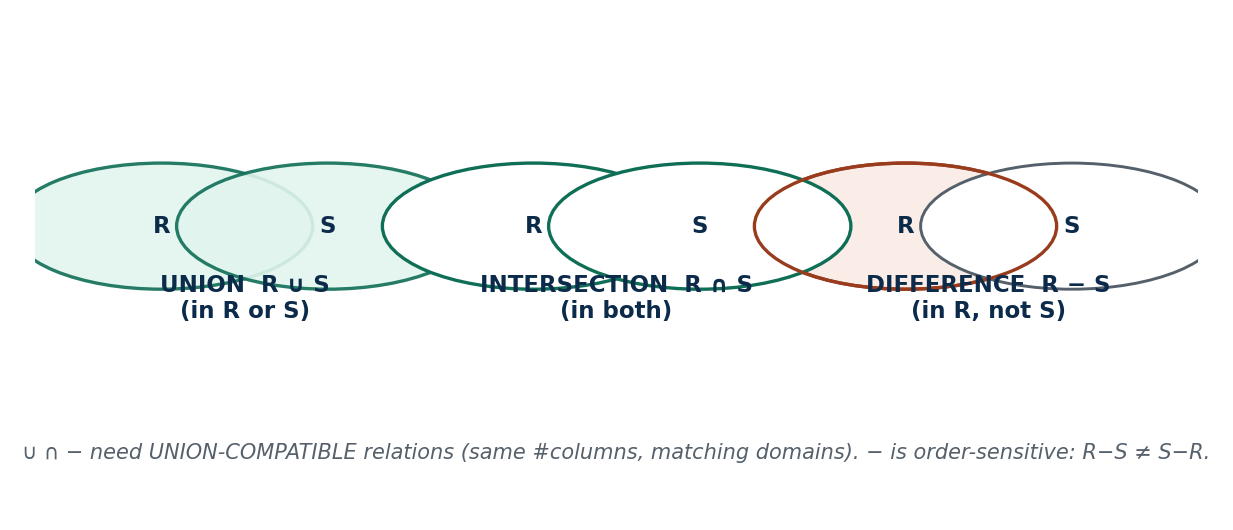 R
S
R
S
R
S
UNION R ∪ S
(in R or S)
INTERSECTION R ∩ S
(in both)
DIFFERENCE R − S
(in R, not S)
∪ ∩ − need UNION-COMPATIBLE relations (same #columns, matching domains). − is order-sensitive: R−S ≠ S−R.